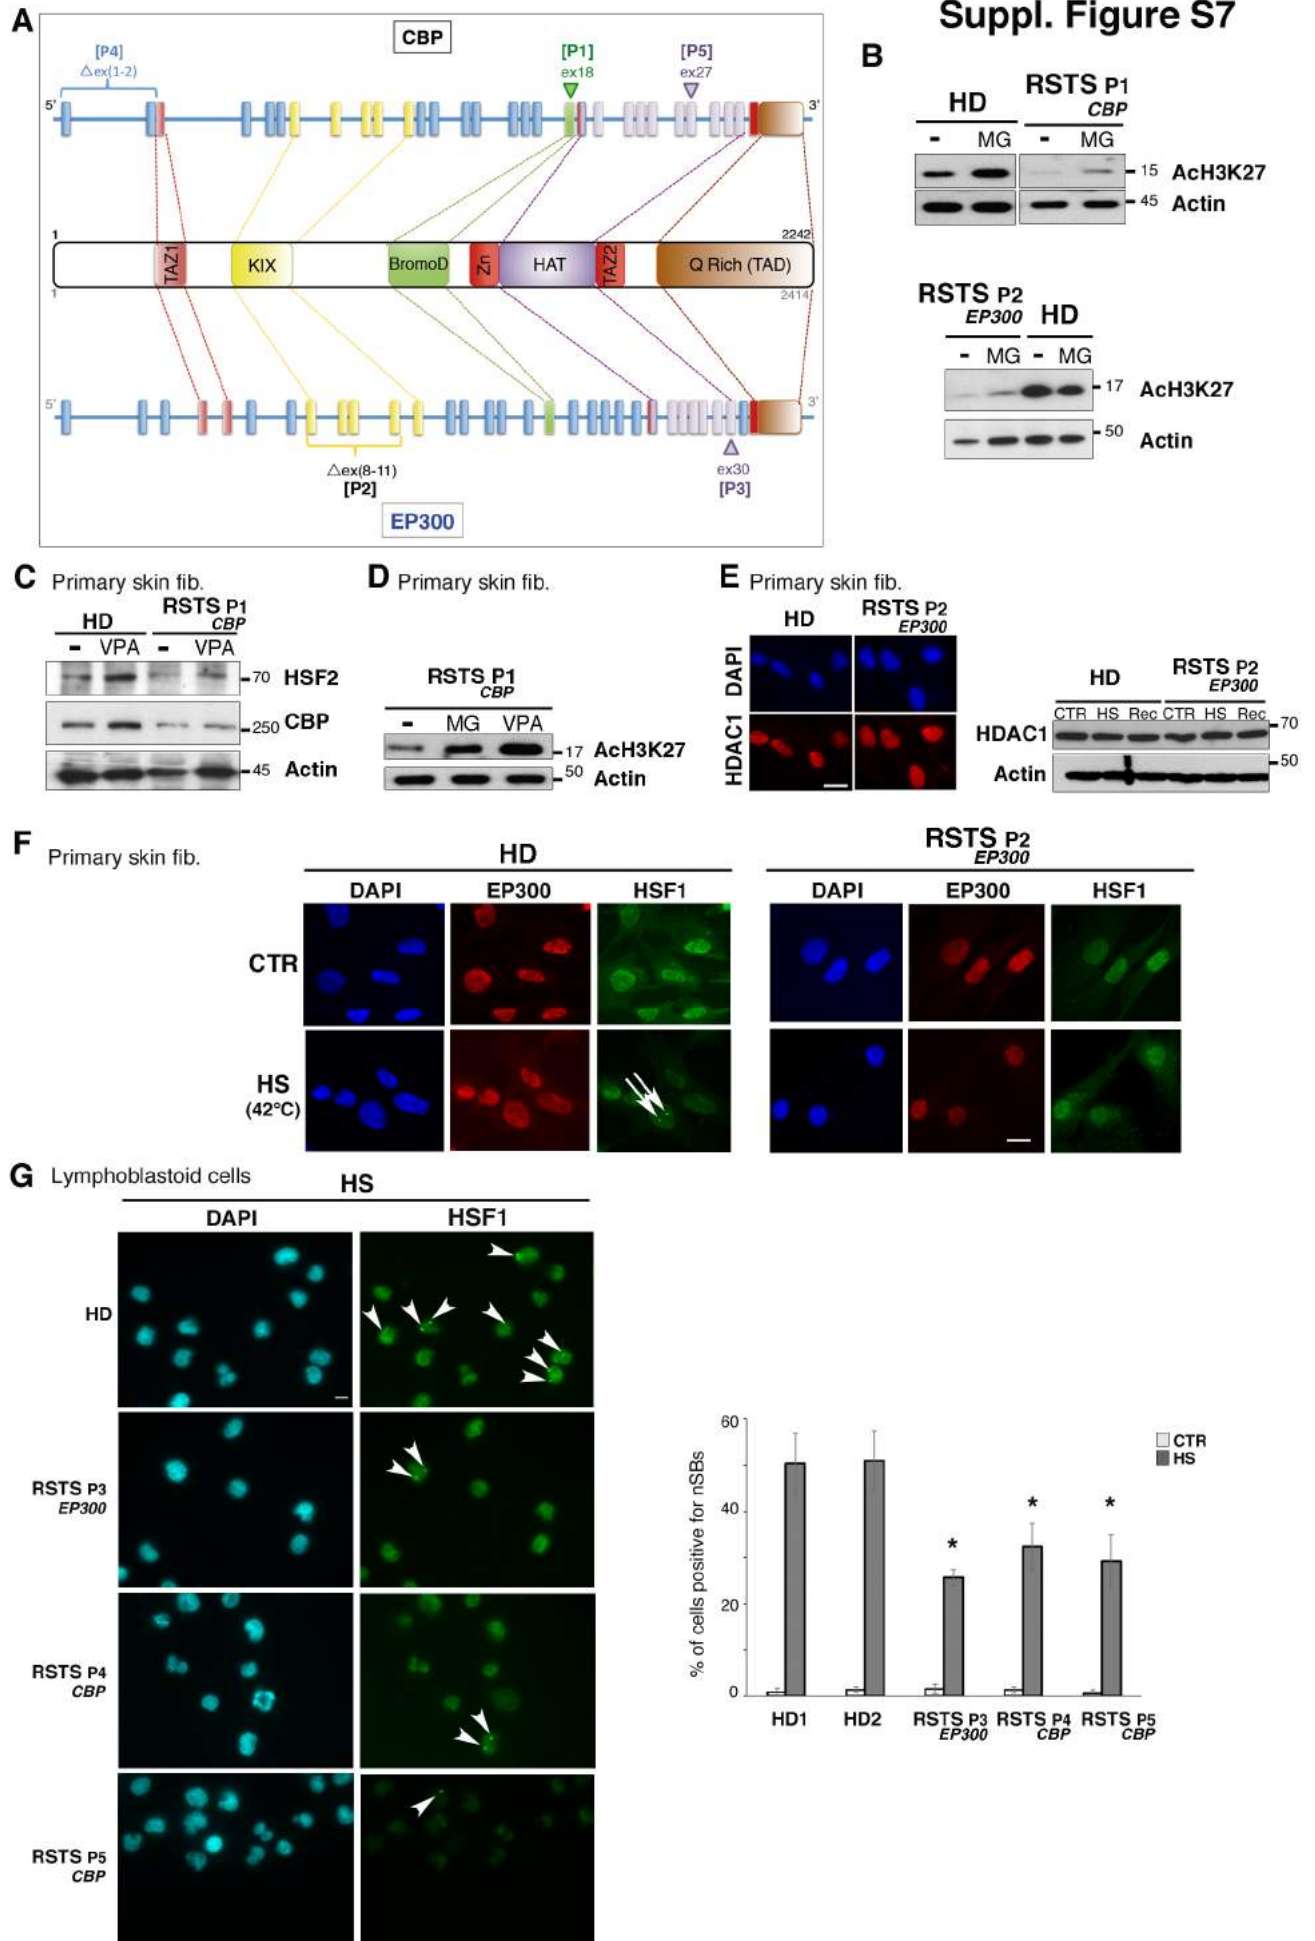 Suppl. Figure S7
A
CBP
[P4]
△ex(1-2)
[P1]
ex18
[P5]
ex27
5'
3'
1
2242
TAZ1
KIX
BromoD
Zn
HAT
TAZ2
Q Rich (TAD)
1
2414
5'
3'
△ex(8-11)
[P2]
ex30
[P3]
EP300
B
HD
RSTS P1
CBP
- MG - MG
15 AcH3K27
45 Actin
RSTS P2
EP300
HD
- MG - MG
17 AcH3K27
50 Actin
C Primary skin fib.
HD
RSTS P1
CBP
- VPA - VPA
70 HSF2
250 CBP
45 Actin
D Primary skin fib.
RSTS P1
CBP
- MG VPA
17 AcH3K27
50 Actin
E Primary skin fib.
HD
RSTS P2
EP300
DAPI
HDAC1
HD
RSTS P2
EP300
CTR HS Rec CTR HS Rec
HDAC1 70
Actin 50
F Primary skin fib.
HD
RSTS P2
EP300
DAPI EP300 HSF1 DAPI EP300 HSF1
CTR
HS
(42°C)
G Lymphoblastoid cells
HS
DAPI HSF1
HD
RSTS P3
EP300
RSTS P4
CBP
RSTS P5
CBP
% of cells positive for nSBs
60
40
20
0
* * *
CTR
HS
HD1 HD2 RSTS P3 RSTS P4 RSTS P5
EP300 CBP CBP